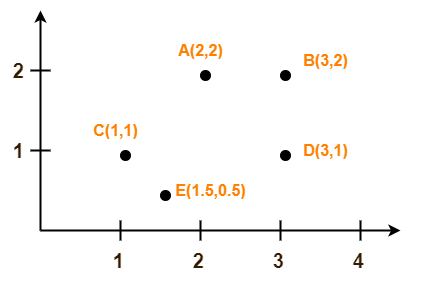 A(2,2)
B(3,2)
2
C(1,1)
D(3,1)
1
E(1.5,0.5)
1 2 3 4